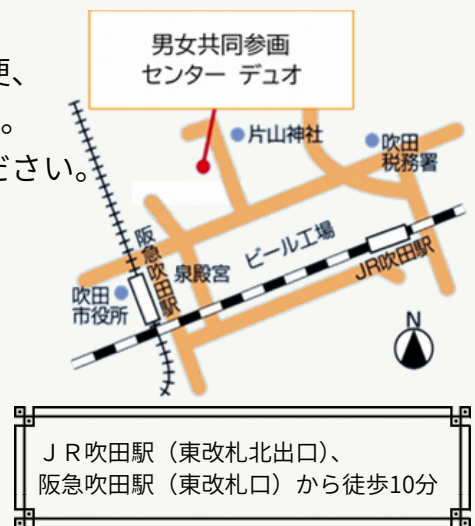 男女共同参画
センター デュオ
便、
。
ださい。
片山神社
吹田
税務署
ビール工場
阪急吹田駅
泉殿宮
JR吹田駅
吹田
市役所
N
ＪＲ吹田駅（東改札北出口）、
阪急吹田駅（東改札口）から徒歩10分